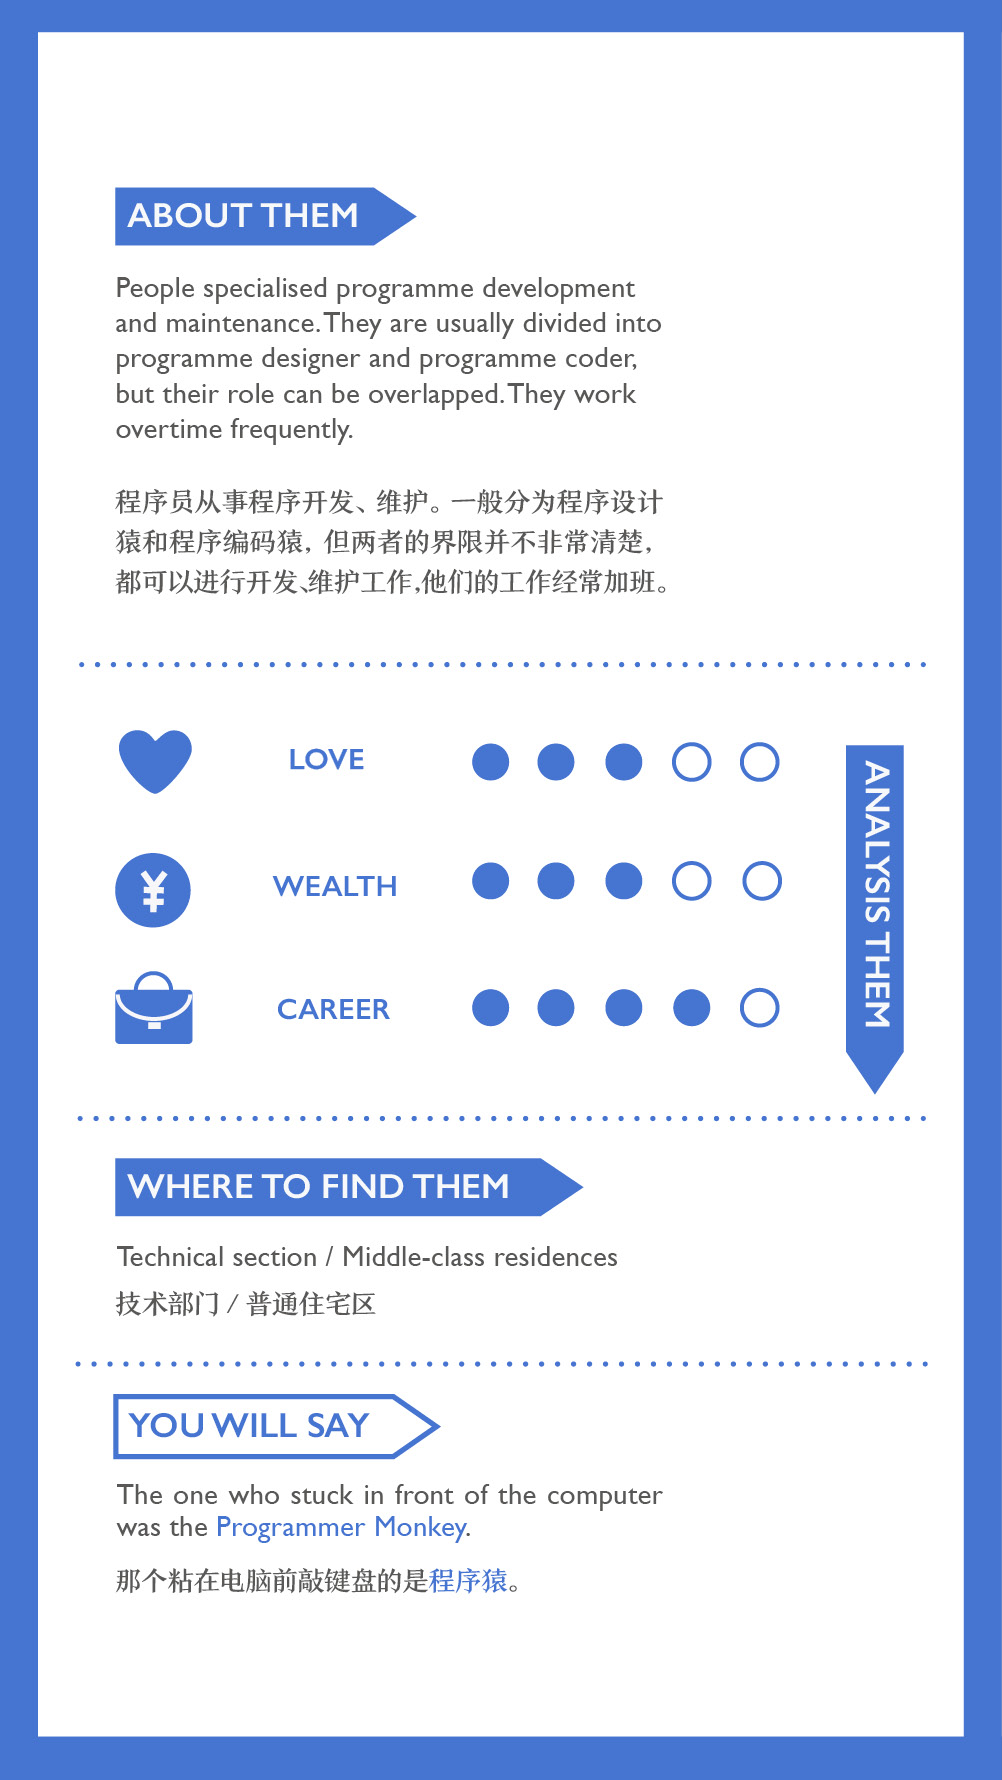 ABOUT THEM
People specialised programme development
and maintenance. They are usually divided into
programme designer and programme coder,
but their role can be overlapped. They work
overtime frequently.
程序员从事程序开发、维护。一般分为程序设计
猿和程序编码猿，但两者的界限并不非常清楚，
都可以进行开发、维护工作，他们的工作经常加班。
LOVE
¥
WEALTH
CAREER
ANALYSIS THEM
WHERE TO FIND THEM
Technical section / Middle-class residences
技术部门 / 普通住宅区
YOU WILL SAY
The one who stuck in front of the computer
was the Programmer Monkey.
那个粘在电脑前敲键盘的是程序猿。